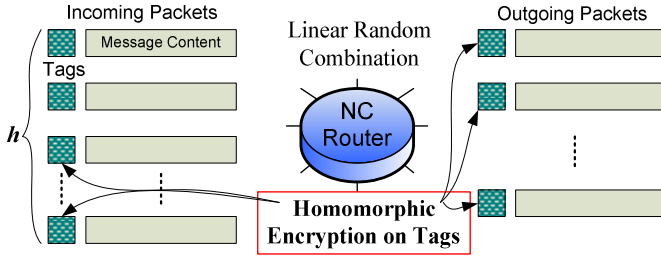 Incoming Packets
Message Content
Tags
h
Linear Random
Combination
NC
Router
Homomorphic
Encryption on Tags
Outgoing Packets